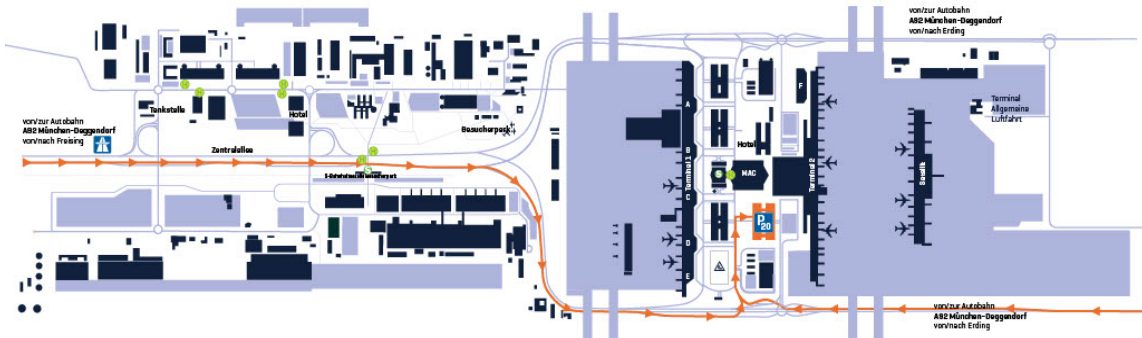 von/zur Autobahn
A92 München-Deggendorf
von/nach Erding
Tankstelle
Hotel
H
H
H
H
von/zur Autobahn
A92 München-Deggendorf
von/nach Freising
Zentralallee
Besucherpark
H
H
S
A
B
C
D
E
Terminal 1
Hotel
S
MAC
P
20
F
Terminal 2
Satellit
Terminal
Allgemeine
Luftfahrt
von/zur Autobahn
A92 München-Deggendorf
von/nach Erding